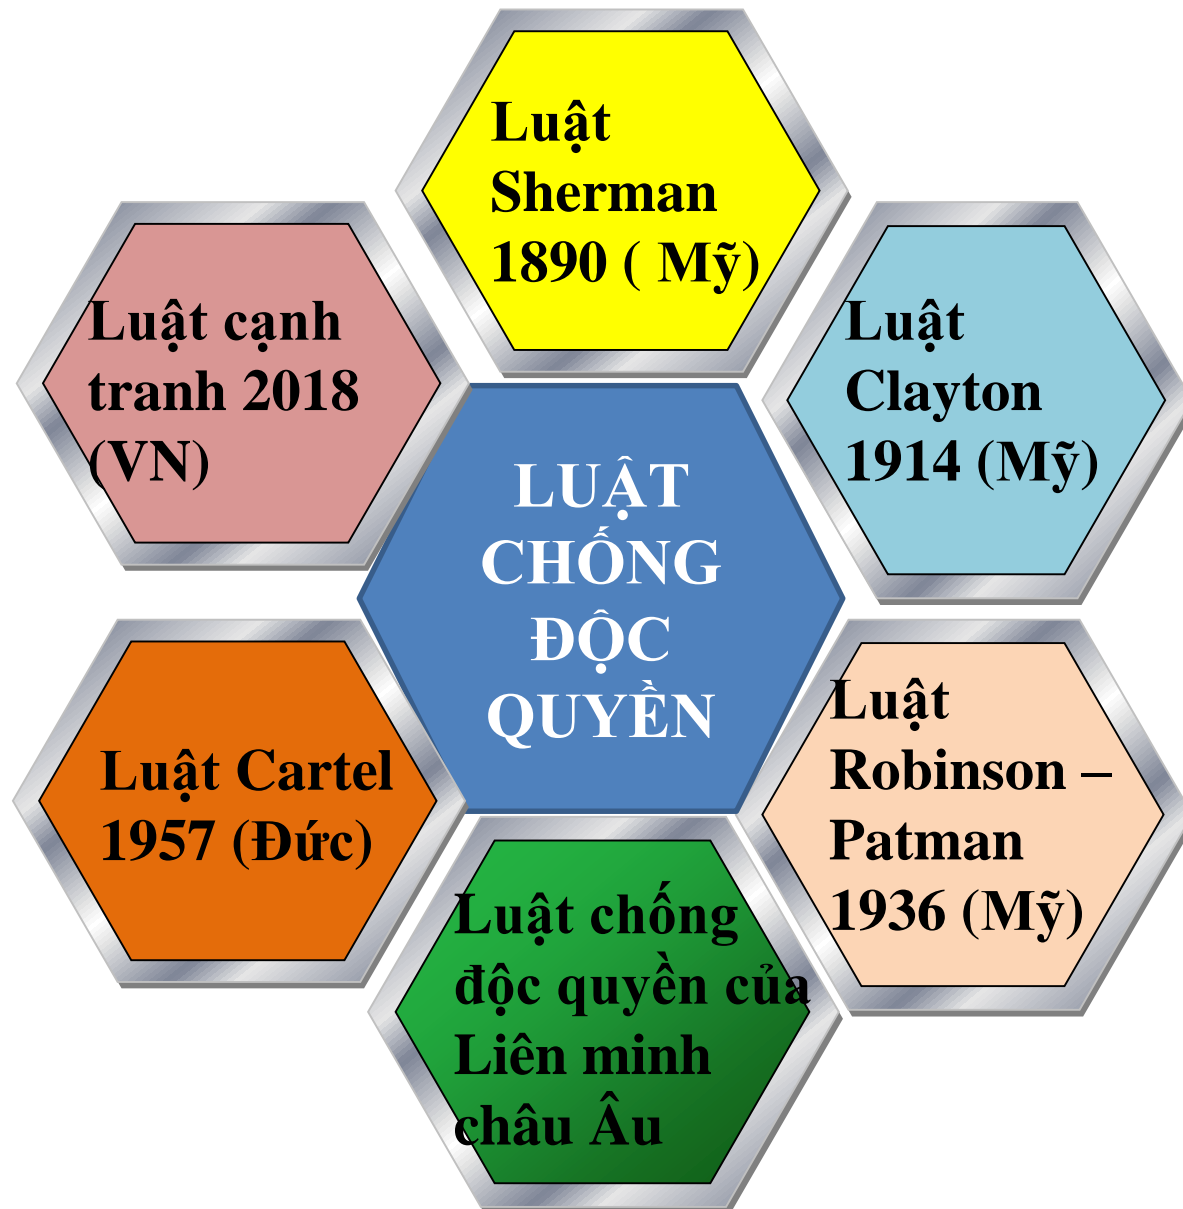 Luật
Sherman
1890 ( Mỹ)
Luật cạnh
tranh 2018
(VN)
Luật
Clayton
1914 (Mỹ)
LUẬT
CHỐNG
ĐỘC
QUYỀN
Luật Cartel
1957 (Đức)
Luật
Robinson –
Patman
1936 (Mỹ)
Luật chống
độc quyền của
Liên minh
châu Âu